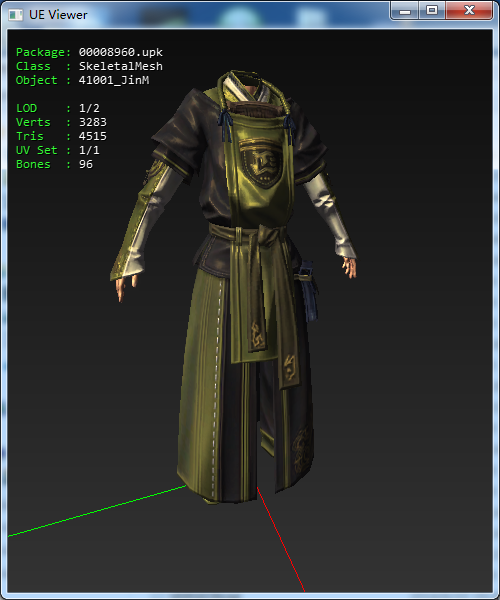 UE Viewer
Package: 00008960.upk
Class : SkeletalMesh
Object : 41001_JinM
LOD : 1/2
Verts : 3283
Tris : 4515
UV Set : 1/1
Bones : 96